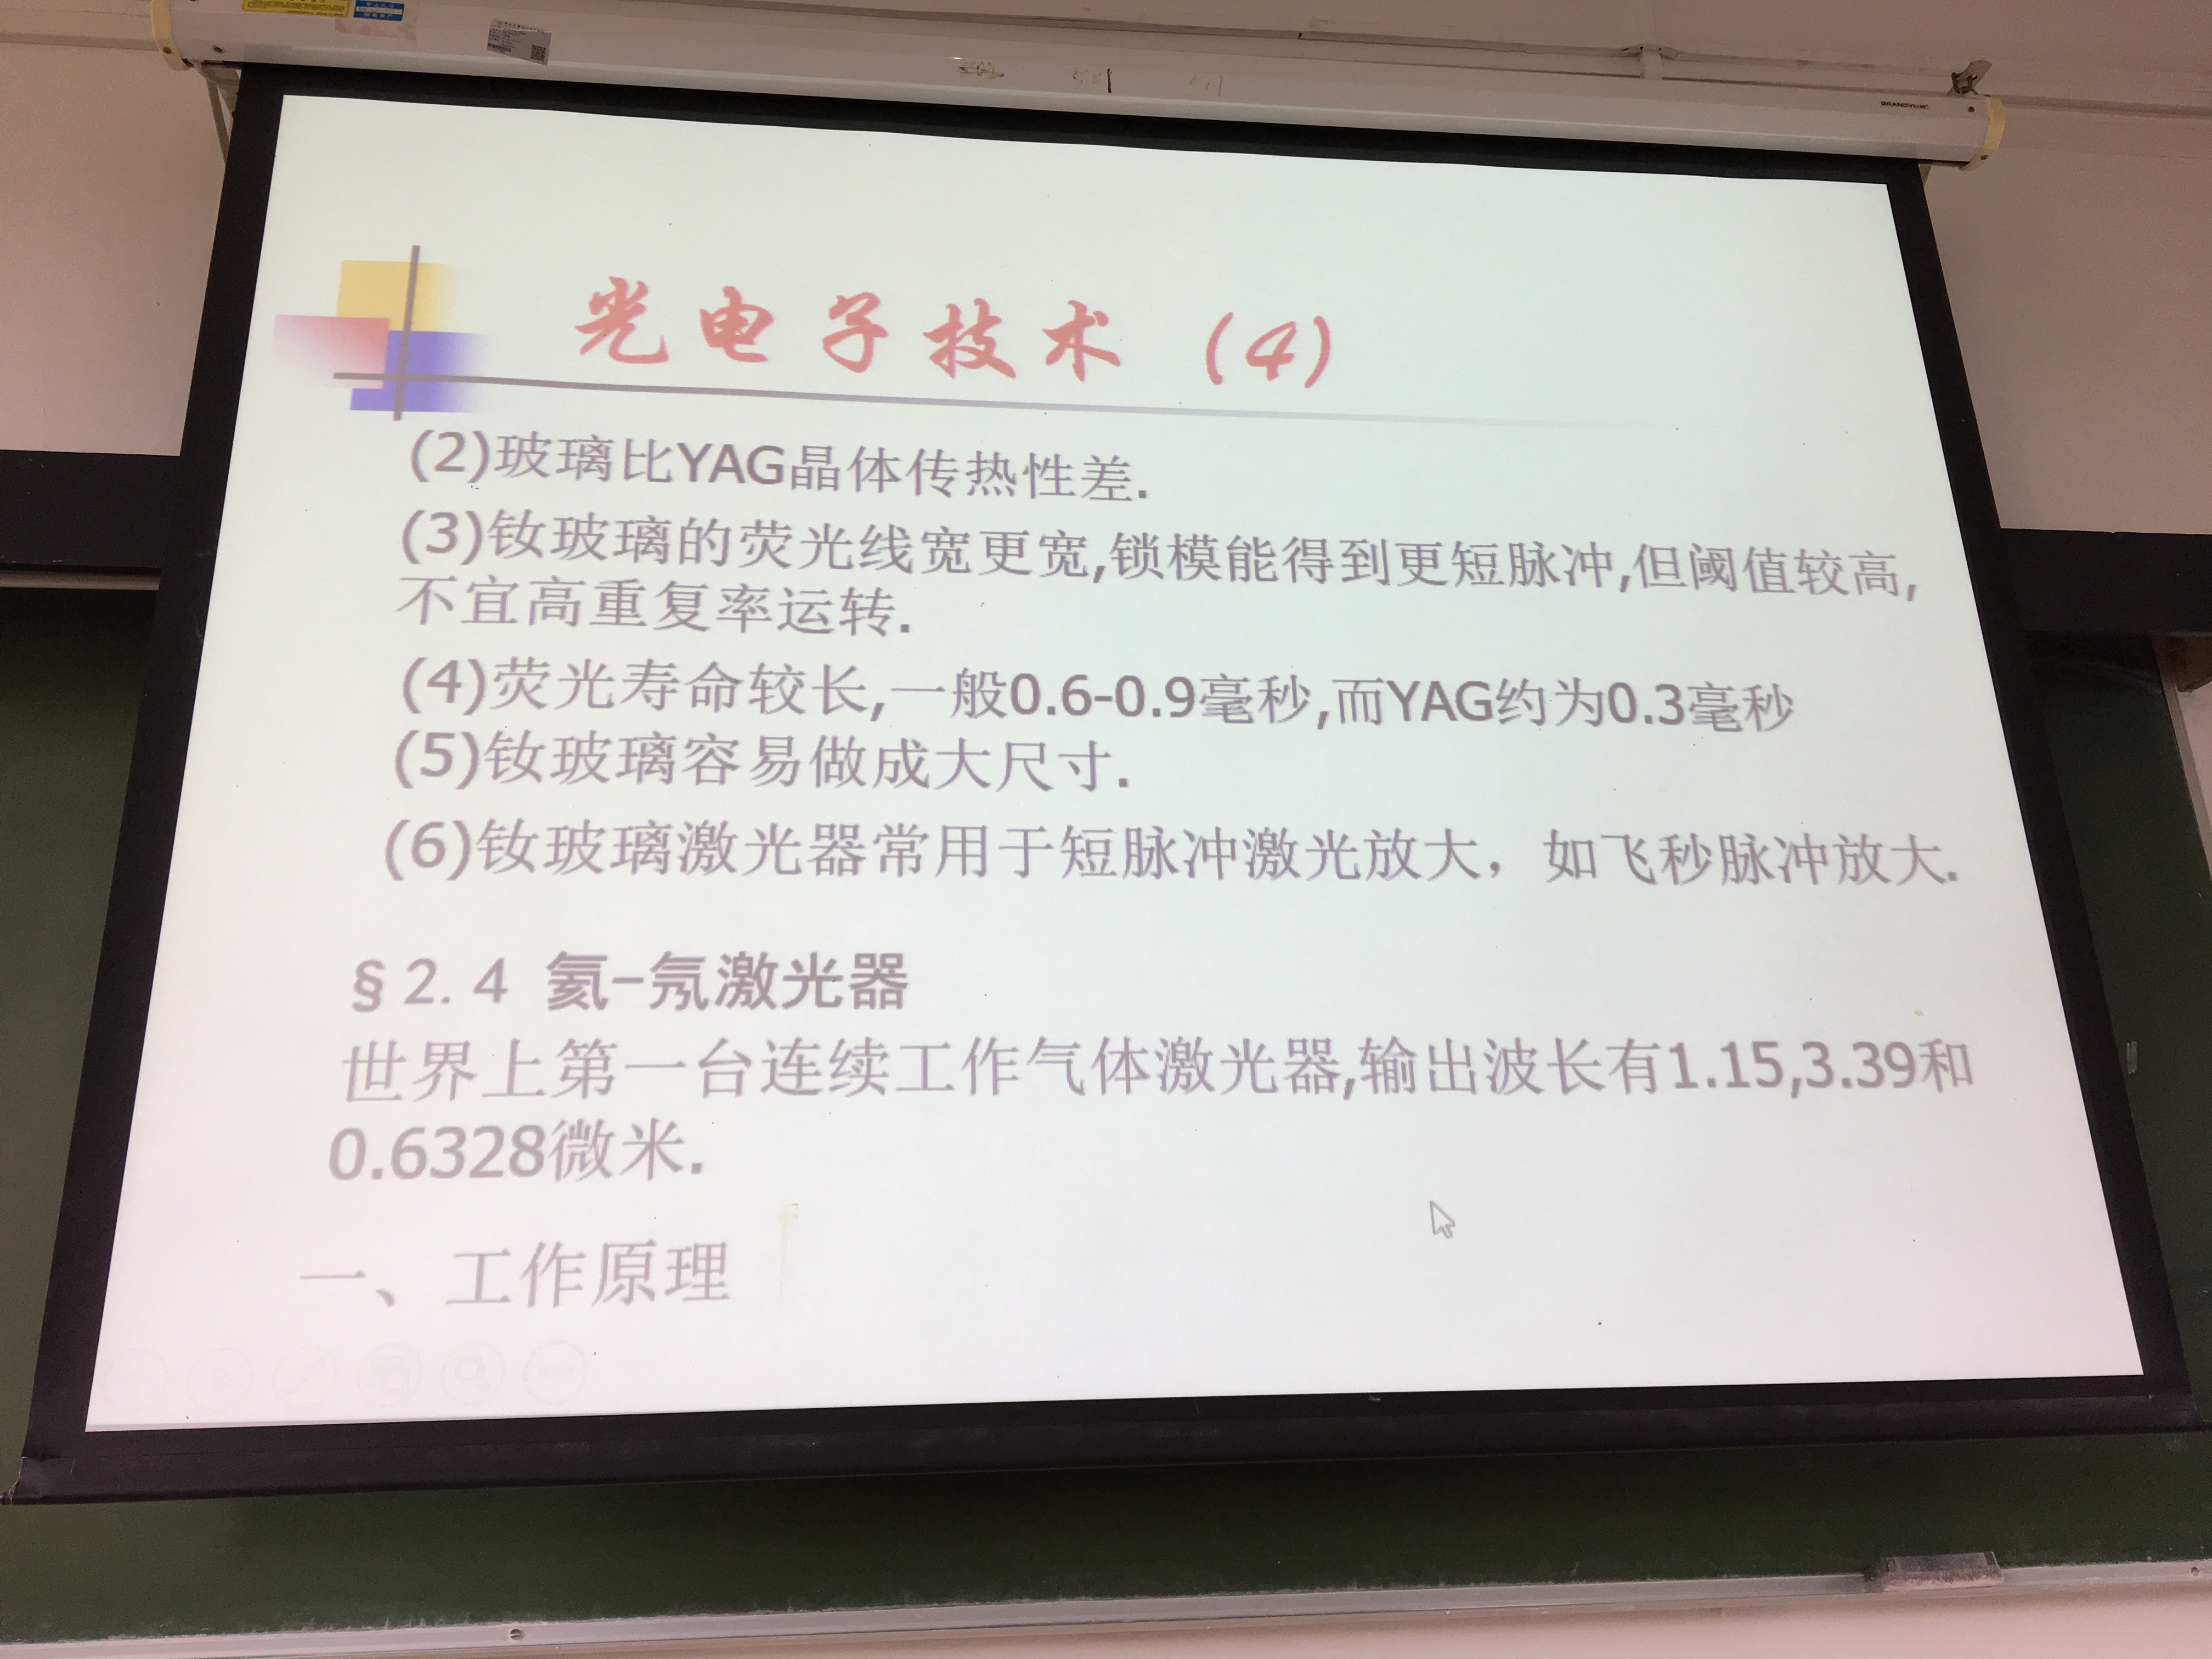 光电子技术（4）
(2)玻璃比YAG晶体传热性差.
(3)钕玻璃的荧光线宽更宽,锁模能得到更短脉冲,但阈值较高,
不宜高重复率运转.
(4)荧光寿命较长,一般0.6-0.9毫秒,而YAG约为0.3毫秒
(5)钕玻璃容易做成大尺寸.
(6)钕玻璃激光器常用于短脉冲激光放大，如飞秒脉冲放大.
§2.4 氦-氖激光器
世界上第一台连续工作气体激光器,输出波长有1.15,3.39和
0.6328微米.
一、工作原理
GRANDVIEW